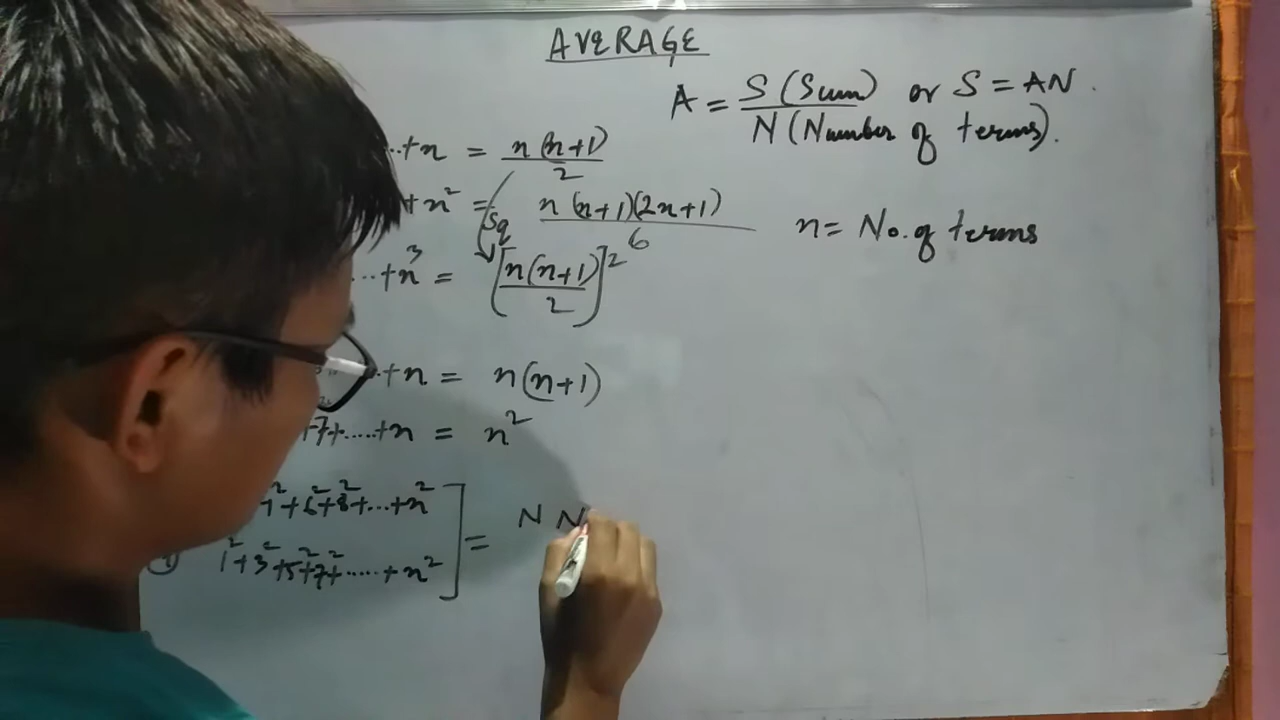 AVERAGE
A = S (Sum) / N (Number of terms). or S = AN.
..+n = n(n+1)/2
+n² = n(n+1)(2n+1)/6 n = No. of terms
Sq
...+n³ = [n(n+1)/2]²
..+n = n(n+1)
+7+.....+n = n²
²+6²+8²+...+n² ] = N N
1²+3²+5²+7²+.....+n²